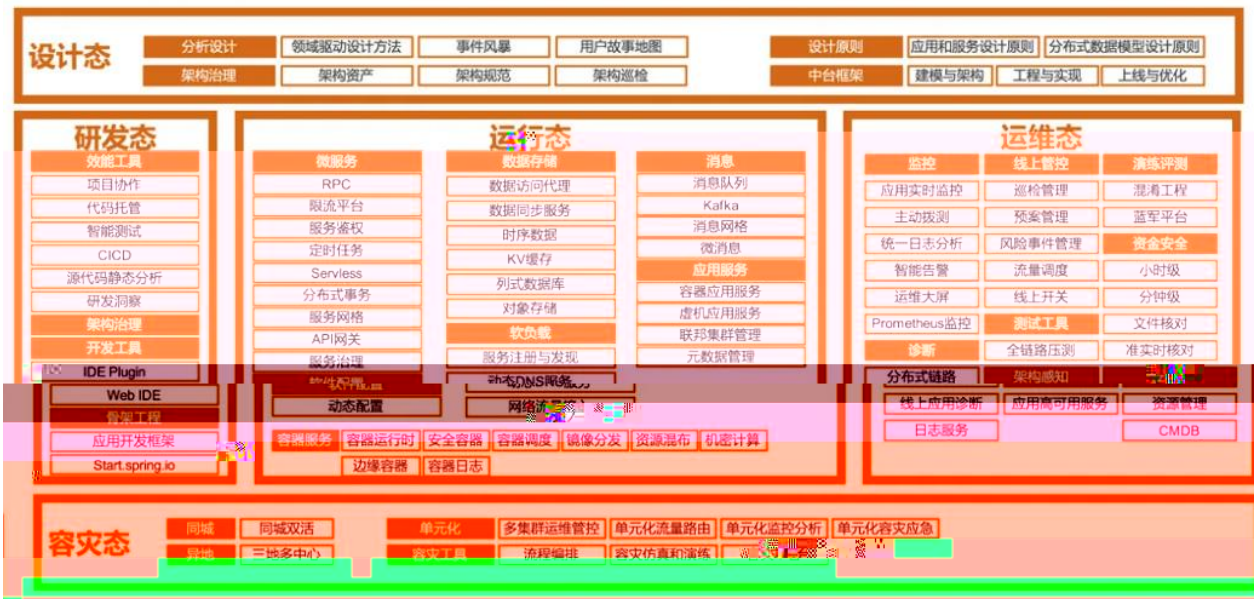 设计态
分析设计 领域驱动设计方法 事件风暴 用户故事地图 设计原则 应用和服务设计原则 分布式数据模型设计原则
架构治理 架构资产 架构规范 架构巡检 中台框架 建模与架构 工程与实现 上线与优化
研发态
效能工具
项目协作
代码托管
智能测试
CICD
源代码静态分析
研发洞察
架构治理
开发工具
IDE Plugin
Web IDE
骨架工程
应用开发框架
Start.spring.io
运行态
微服务
RPC
限流平台
服务鉴权
定时任务
Servless
分布式事务
服务网格
API网关
服务治理
软件配置
动态配置
数据存储
数据访问代理
数据同步服务
时序数据
KV缓存
列式数据库
对象存储
软负载
服务注册与发现
动态DNS服务
消息
消息队列
Kafka
消息网格
微消息
应用服务
容器应用服务
虚机应用服务
联邦集群管理
元数据管理
容器服务 容器运行时 安全容器 容器调度 镜像分发 资源混布 机密计算
边缘容器 容器日志
运维态
监控
应用实时监控
主动拨测
统一日志分析
智能告警
运维大屏
Prometheus监控
诊断
分布式链路
线上应用诊断
日志服务
线上管控
巡检管理
预案管理
风险事件管理
流量调度
线上开关
测试工具
全链路压测
架构感知
应用高可用服务
演练评测
混淆工程
蓝军平台
资金安全
小时级
分钟级
文件核对
准实时核对
资源管理
CMDB
容灾态
同城 同城双活 单元化 多集群运维管控 单元化流量路由 单元化监控分析 单元化容灾应急
异地 三地多中心 容灾工具 流程编排 容灾仿真和演练